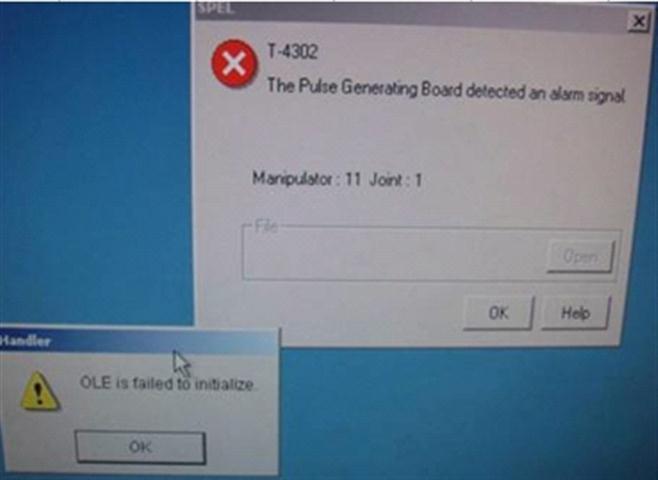 SPEL
T-4302
The Pulse Generating Board detected an alarm signal.
Manipulator : 11 Joint : 1
File
Open
OK
Help
Handler
OLE is failed to initialize.
OK